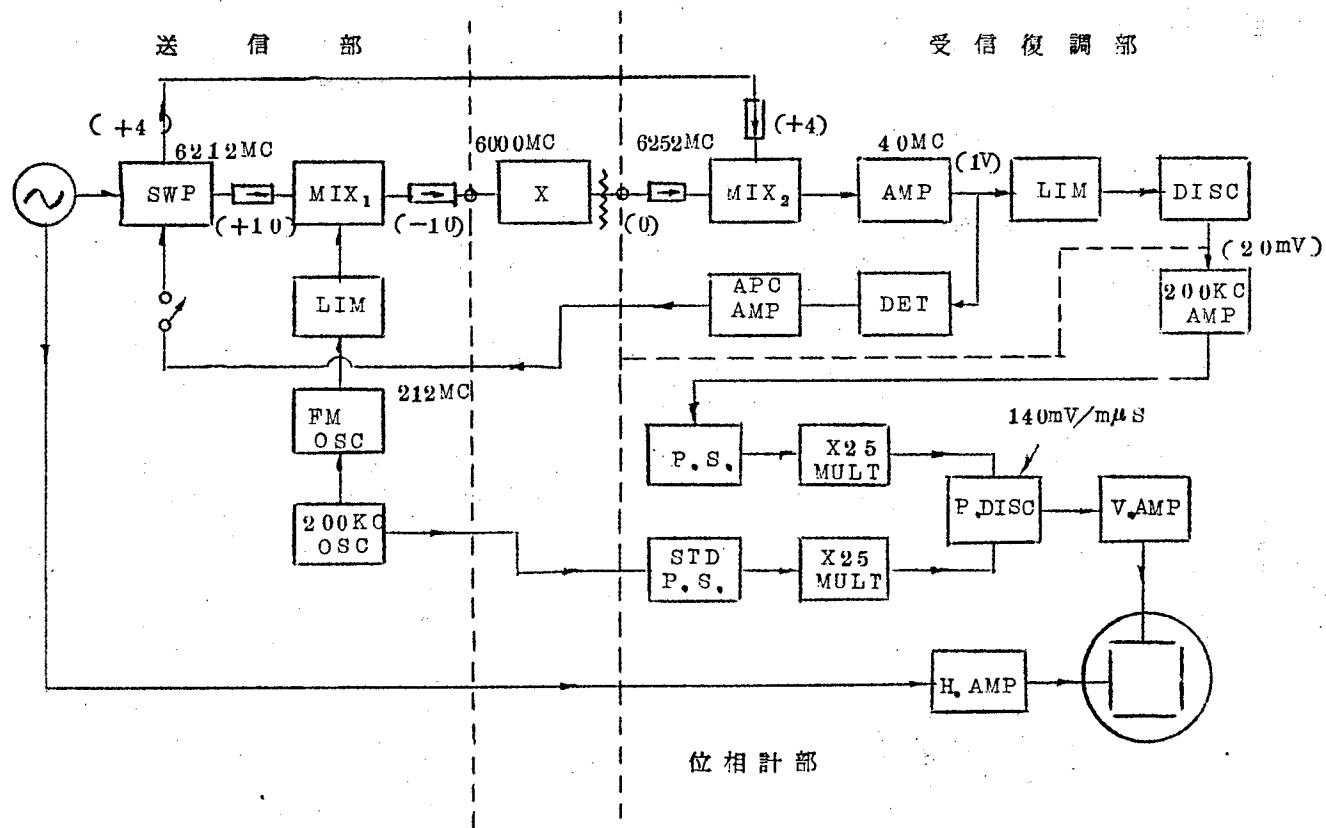 送信部
受信復調部
(+4)
(+4)
6212MC
6000MC
6252MC
40MC
(1V)
SWP
MIX₁
X
MIX₂
AMP
LIM
DISC
(+10)
(-10)
(0)
(20mV)
LIM
APC
AMP
DET
200KC
AMP
212MC
FM
OSC
140mV/mμS
P.S.
X25
MULT
P.DISC
V.AMP
200KC
OSC
STD
P.S.
X25
MULT
H.AMP
位相計部